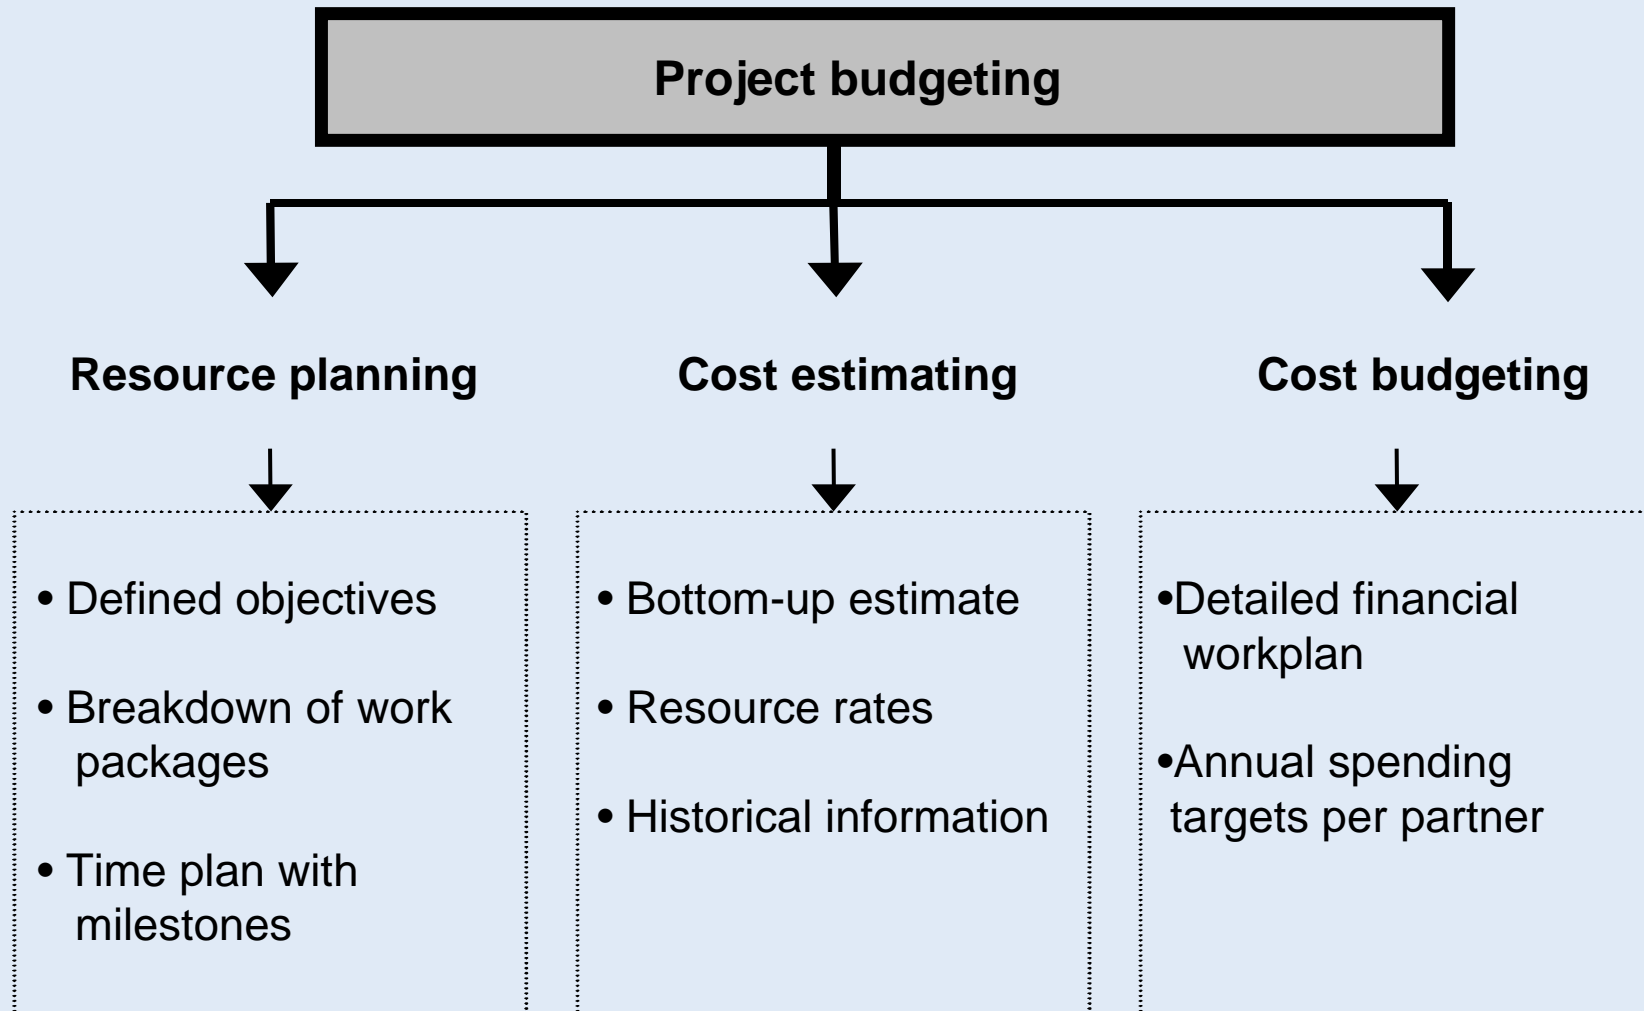 Project budgeting
Resource planning
Cost estimating
Cost budgeting
• Defined objectives
• Breakdown of work
packages
• Time plan with
milestones
• Bottom-up estimate
• Resource rates
• Historical information
•Detailed financial
workplan
•Annual spending
targets per partner